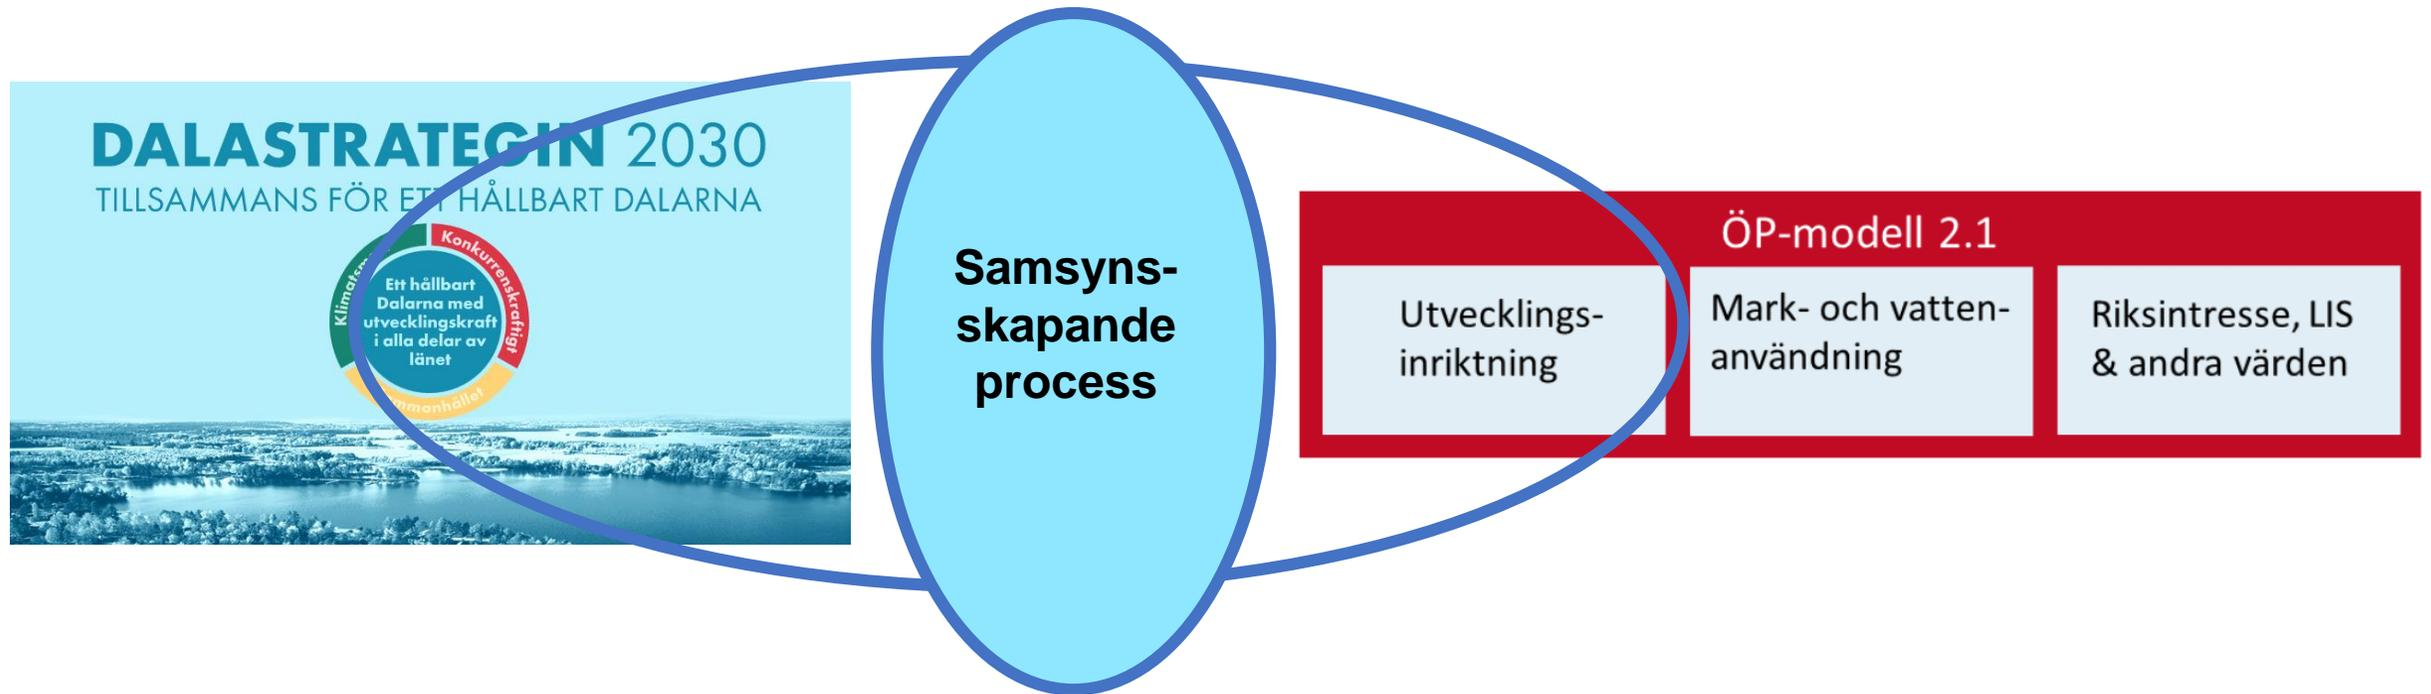 DALASTRATEGIN 2030
TILLSAMMANS FÖR ETT HÅLLBART DALARNA
Konkurrenskraftigt
Ett hållbart
Dalarna med
utvecklingskraft
i alla delar av
länet
Samsyns-
skapande
process
ÖP-modell 2.1
Utvecklings-
inriktning
Mark- och vatten-
användning
Riksintresse, LIS
& andra värden